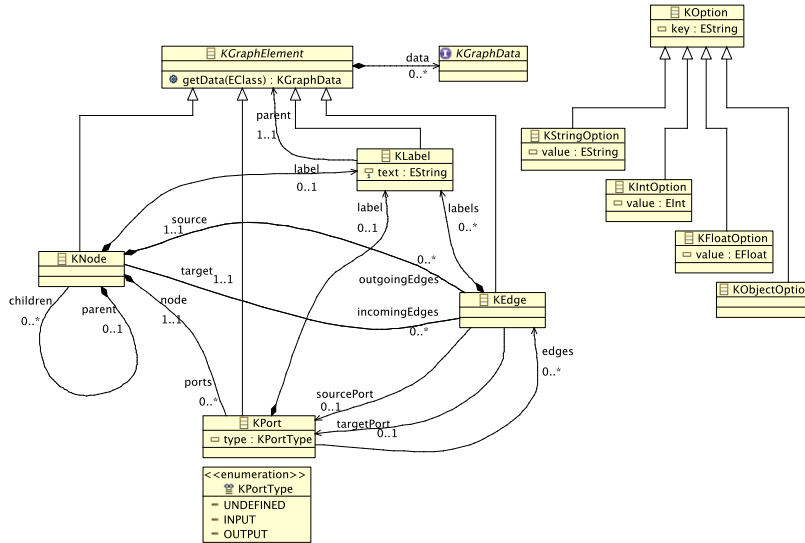 KOption
key : EString
KGraphElement
getData(EClass) : KGraphData
data
0..*
KGraphData
parent
1..1
KStringOption
value : EString
KLabel
text : EString
label
0..1
KIntOption
value : EInt
label
0..1
labels
0..*
source
1..1
KFloatOption
value : EFloat
KNode
0..*
outgoingEdges
target
1..1
KObjectOptio
children
0..*
parent
0..1
node
1..1
KEdge
incomingEdges
0..*
edges
0..*
ports
0..*
sourcePort
0..1
KPort
type : KPortType
targetPort
0..1
<<enumeration>>
KPortType
UNDEFINED
INPUT
OUTPUT